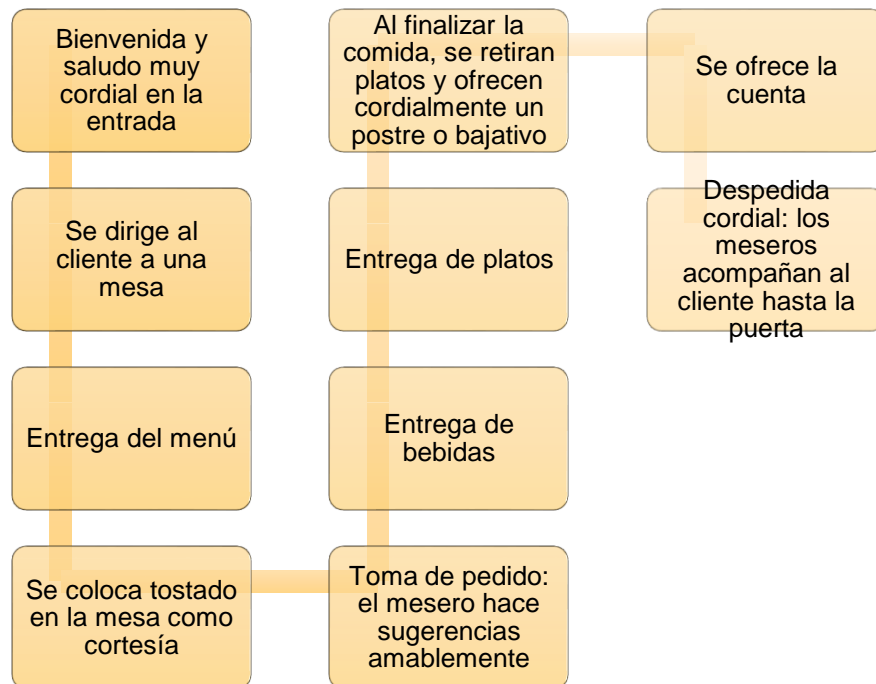 Bienvenida y
saludo muy
cordial en la
entrada
Se dirige al
cliente a una
mesa
Entrega del menú
Se coloca tostado
en la mesa como
cortesía
Toma de pedido:
el mesero hace
sugerencias
amablemente
Entrega de
bebidas
Entrega de platos
Al finalizar la
comida, se retiran
platos y ofrecen
cordialmente un
postre o bajativo
Se ofrece la
cuenta
Despedida
cordial: los
meseros
acompañan al
cliente hasta la
puerta